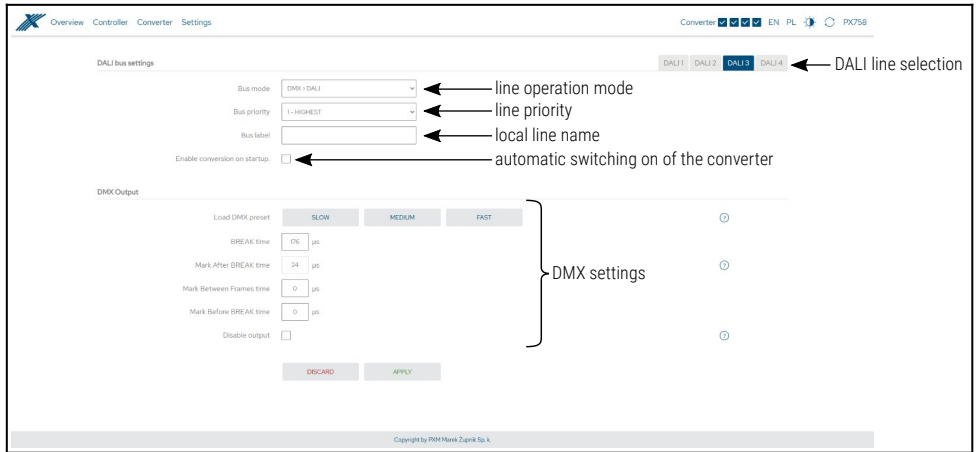 Overview Controller Converter Settings Converter EN PL PX758
DALI bus settings DALI 1 DALI 2 DALI 3 DALI 4 DALI line selection
Bus mode DMX > DALI line operation mode
Bus priority 1 - HIGHEST line priority
Bus label local line name
Enable conversion on startup. automatic switching on of the converter
DMX Output
Load DMX preset SLOW MEDIUM FAST ?
BREAK time 176 µs
Mark After BREAK time 24 µs ?
DMX settings
Mark Between Frames time 0 µs
Mark Before BREAK time 0 µs
Disable output ?
DISCARD APPLY
Copyright by PXM Marek Żupnik Sp. k.